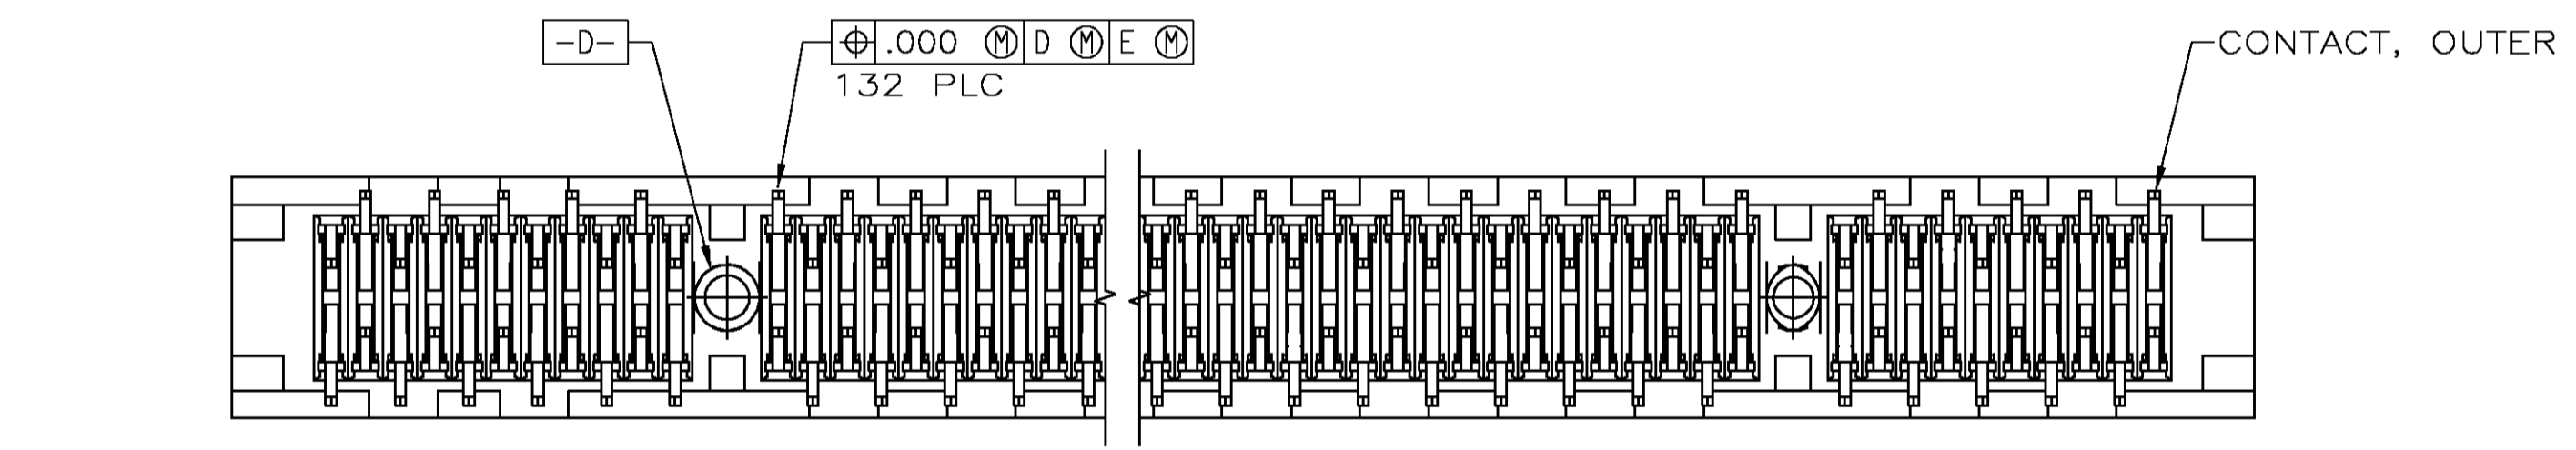 -D-
⌖ .000 Ⓜ D Ⓜ E Ⓜ
132 PLC
CONTACT, OUTER